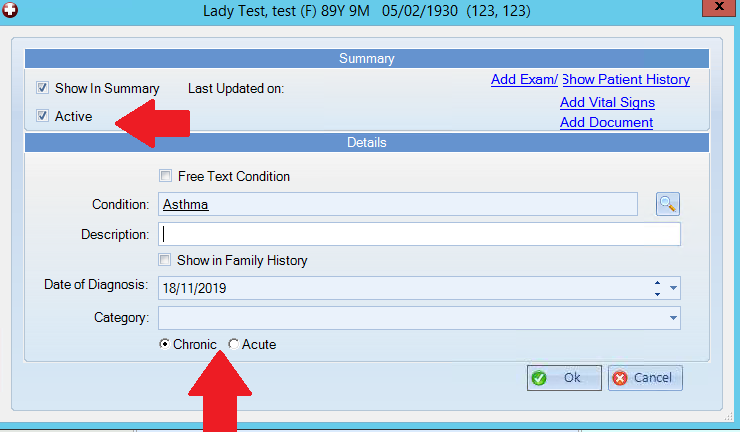 Lady Test, test (F) 89Y 9M 05/02/1930 (123, 123)
x
Summary
Show In Summary Last Updated on: Add Exam/ Show Patient History
Active Add Vital Signs
Add Document
Details
Free Text Condition
Condition: Asthma
Description:
Show in Family History
Date of Diagnosis: 18/11/2019
Category:
Chronic Acute
Ok Cancel